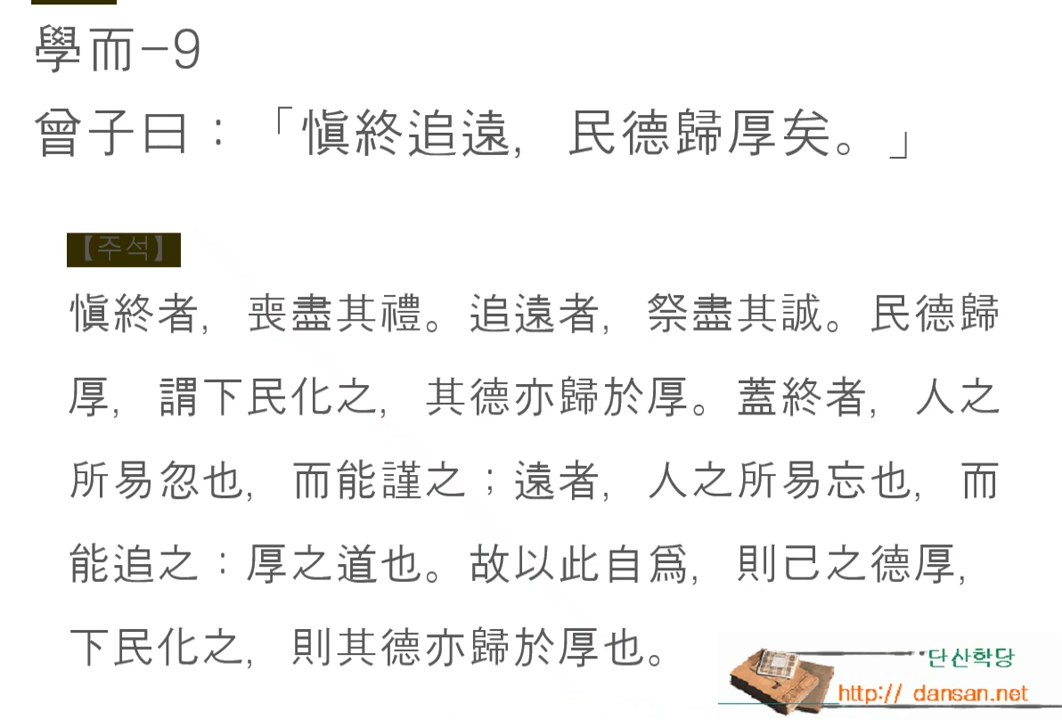 學而-9
曾子曰：「愼終追遠, 民德歸厚矣。」
【주석】
愼終者, 喪盡其禮。追遠者, 祭盡其誠。民德歸
厚, 謂下民化之, 其德亦歸於厚。蓋終者, 人之
所易忽也, 而能謹之；遠者, 人之所易忘也, 而
能追之：厚之道也。故以此自爲, 則己之德厚,
下民化之, 則其德亦歸於厚也。
단산학당
http:// dansan.net